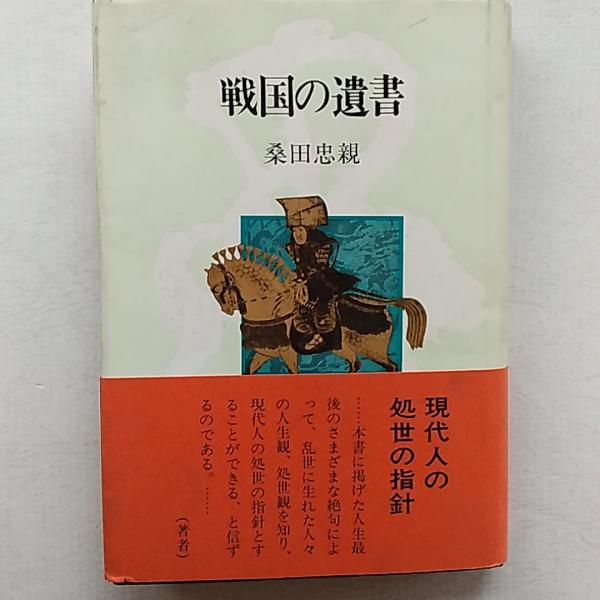 戦国の遺書
桑田忠親
現代人の
処世の指針
……本書に掲げた人生最
後のさまざまな絶句によ
って、乱世に生れた人々
の人生観、処世観を知り、
現代人の処世の指針とす
ることができる、と信ず
るのである。……
(著者)